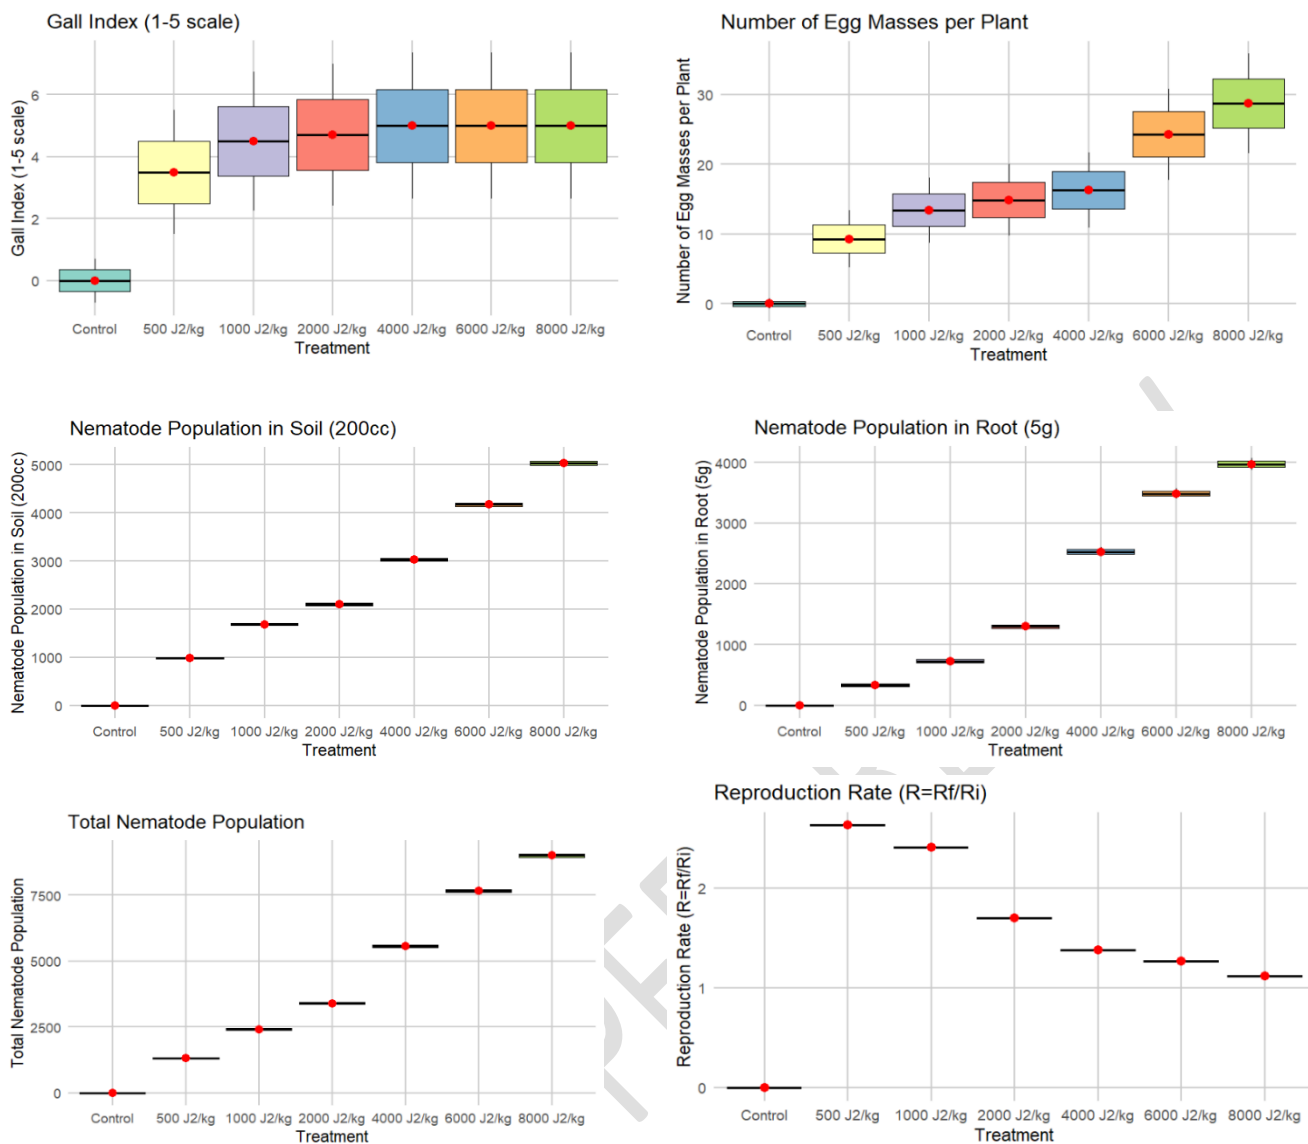 Gall Index (1-5 scale)
Gall Index (1-5 scale)
6
4
2
0
Control 500 J2/kg 1000 J2/kg 2000 J2/kg 4000 J2/kg 6000 J2/kg 8000 J2/kg
Treatment
Number of Egg Masses per Plant
Number of Egg Masses per Plant
30
20
10
0
Control 500 J2/kg 1000 J2/kg 2000 J2/kg 4000 J2/kg 6000 J2/kg 8000 J2/kg
Treatment
Nematode Population in Soil (200cc)
Nematode Population in Soil (200cc)
5000
4000
3000
2000
1000
0
Control 500 J2/kg 1000 J2/kg 2000 J2/kg 4000 J2/kg 6000 J2/kg 8000 J2/kg
Treatment
Nematode Population in Root (5g)
Nematode Population in Root (5g)
4000
3000
2000
1000
0
Control 500 J2/kg 1000 J2/kg 2000 J2/kg 4000 J2/kg 6000 J2/kg 8000 J2/kg
Treatment
Total Nematode Population
Total Nematode Population
7500
5000
2500
0
Control 500 J2/kg 1000 J2/kg 2000 J2/kg 4000 J2/kg 6000 J2/kg 8000 J2/kg
Treatment
Reproduction Rate (R=Rf/Ri)
Reproduction Rate (R=Rf/Ri)
2
1
0
Control 500 J2/kg 1000 J2/kg 2000 J2/kg 4000 J2/kg 6000 J2/kg 8000 J2/kg
Treatment